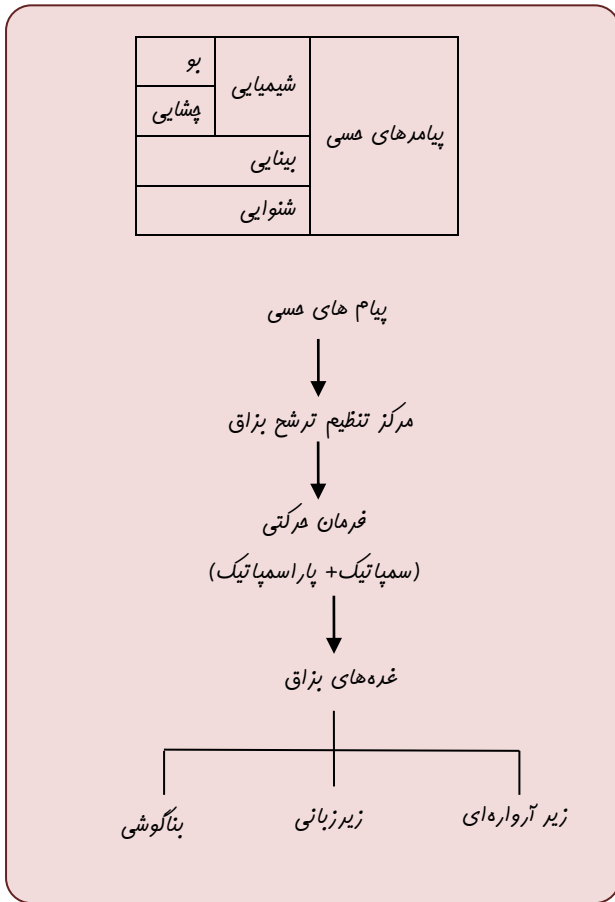 پیامرهای حسی
شیمیایی
بو
چشایی
بینایی
شنوایی
پیام های حسی
مرکز تنظیم ترشح بزاق
فرمان حرکتی
(سمپاتیک+ پاراسمپاتیک)
غده‌های بزاق
زیر آرواره‌ای
زیرزبانی
بناگوشی